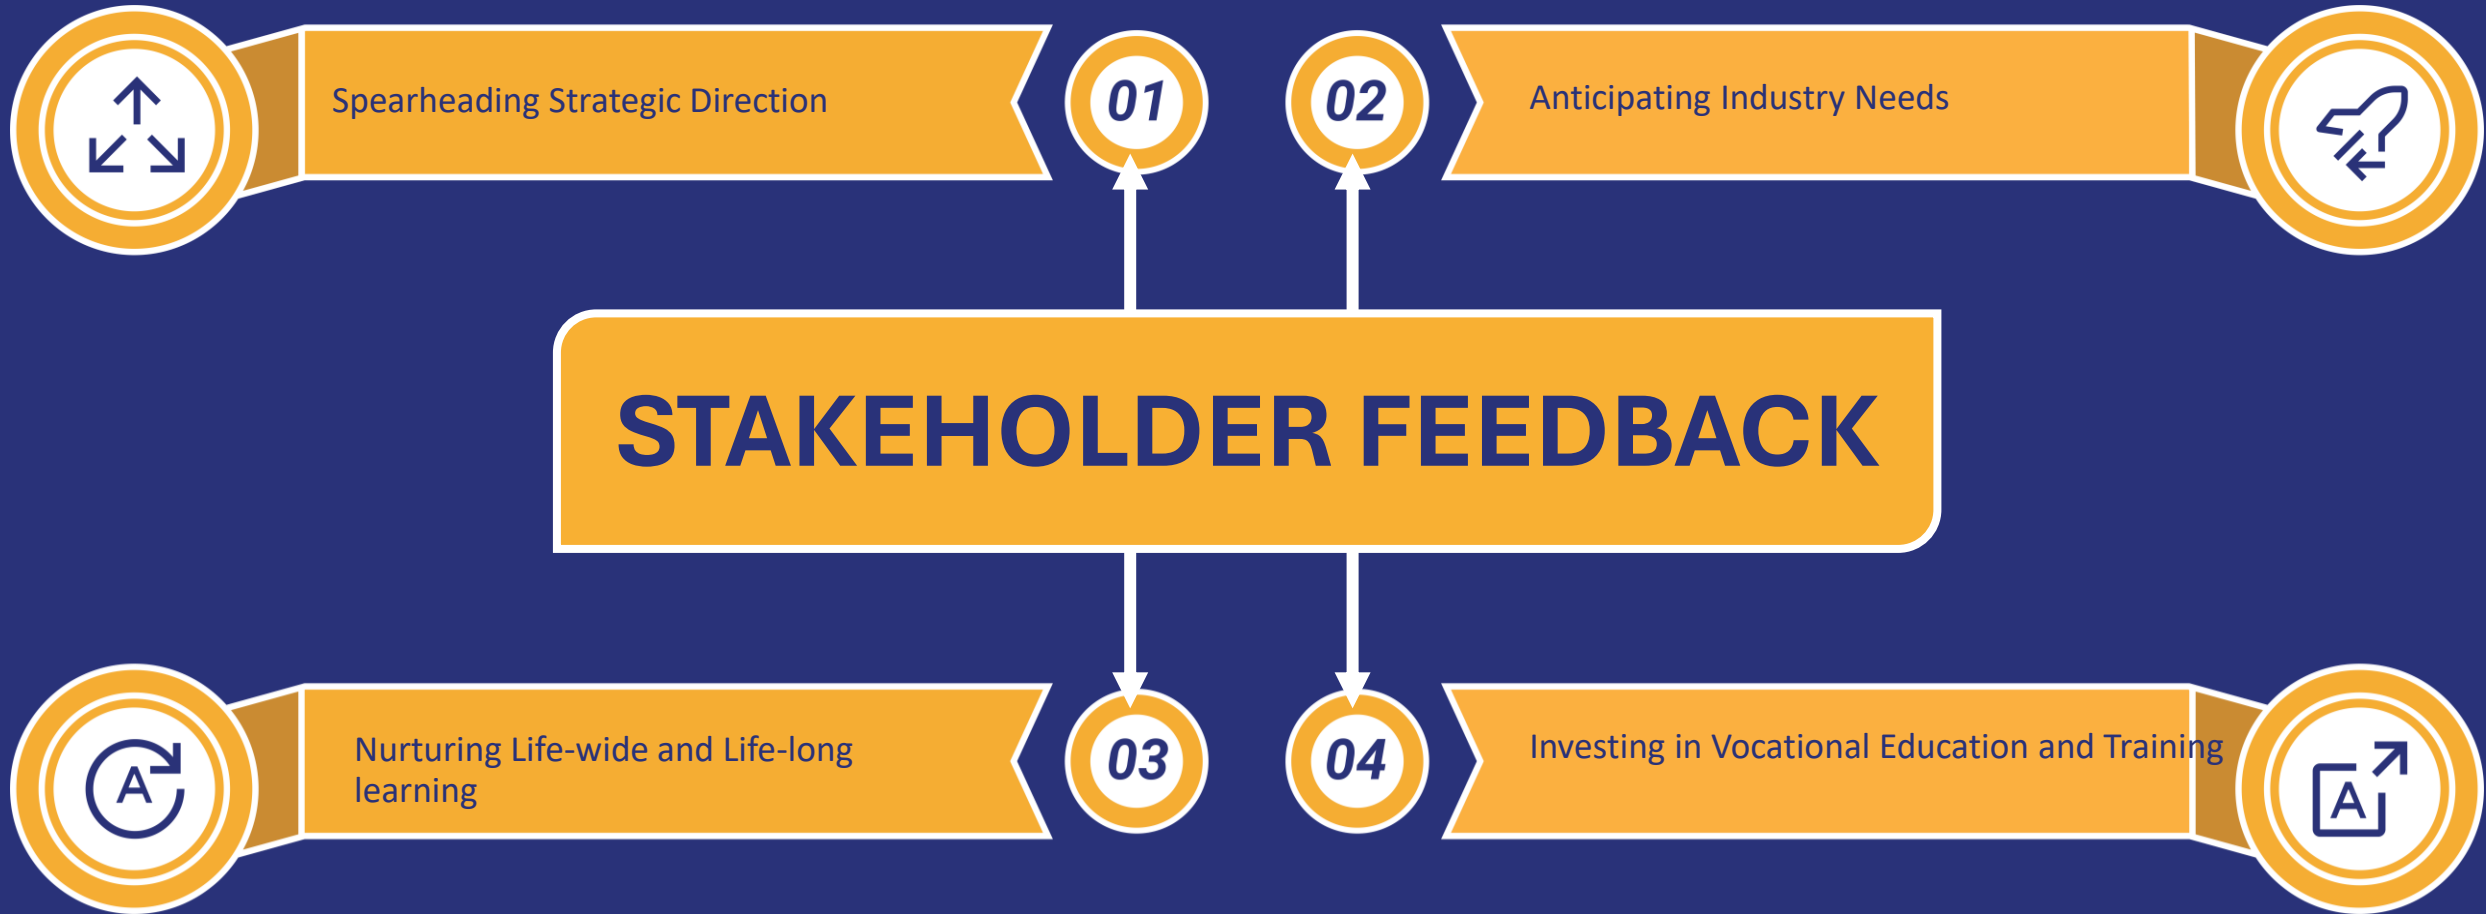 Spearheading Strategic Direction
01
02
Anticipating Industry Needs
STAKEHOLDER FEEDBACK
Nurturing Life-wide and Life-long
learning
03
04
Investing in Vocational Education and Training
A
A